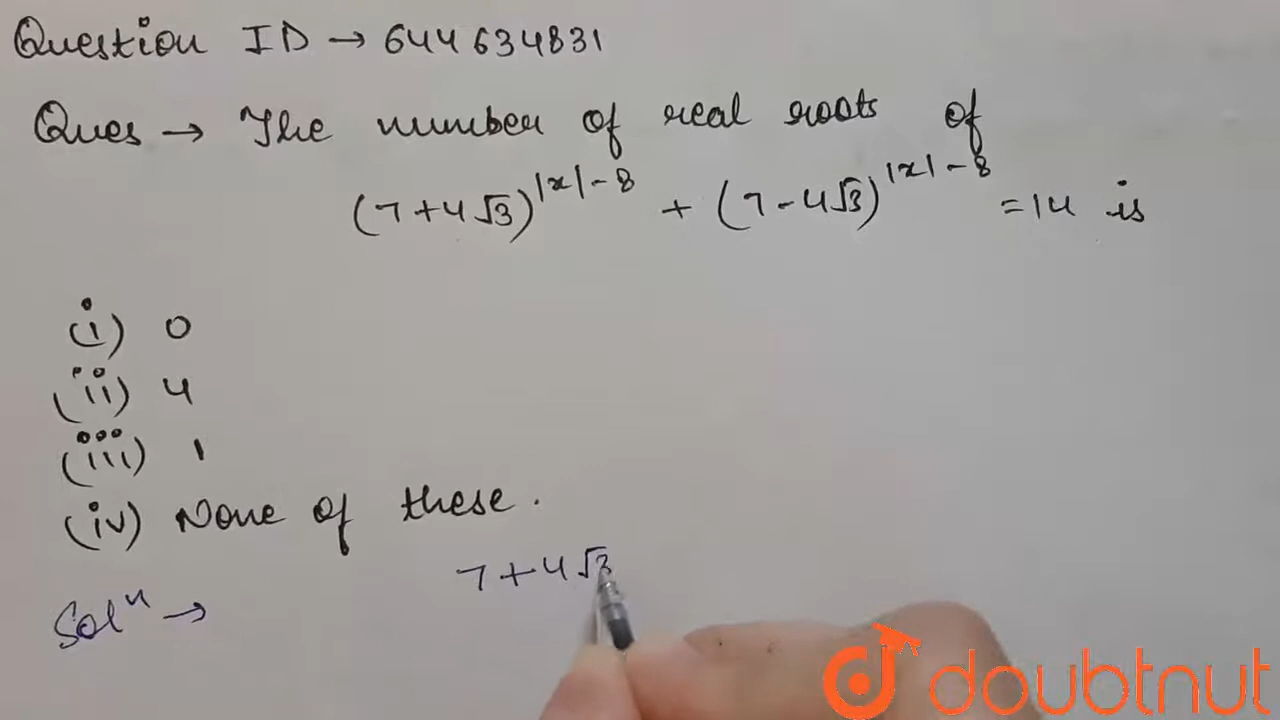 Question ID → 644634831
Ques → The number of real roots of
(7+4√3)^|x|-8 + (7-4√3)^|x|-8 = 14 is
(i) 0
(ii) 4
(iii) 1
(iv) None of these.
7+4√3
Solⁿ →
doubtnut